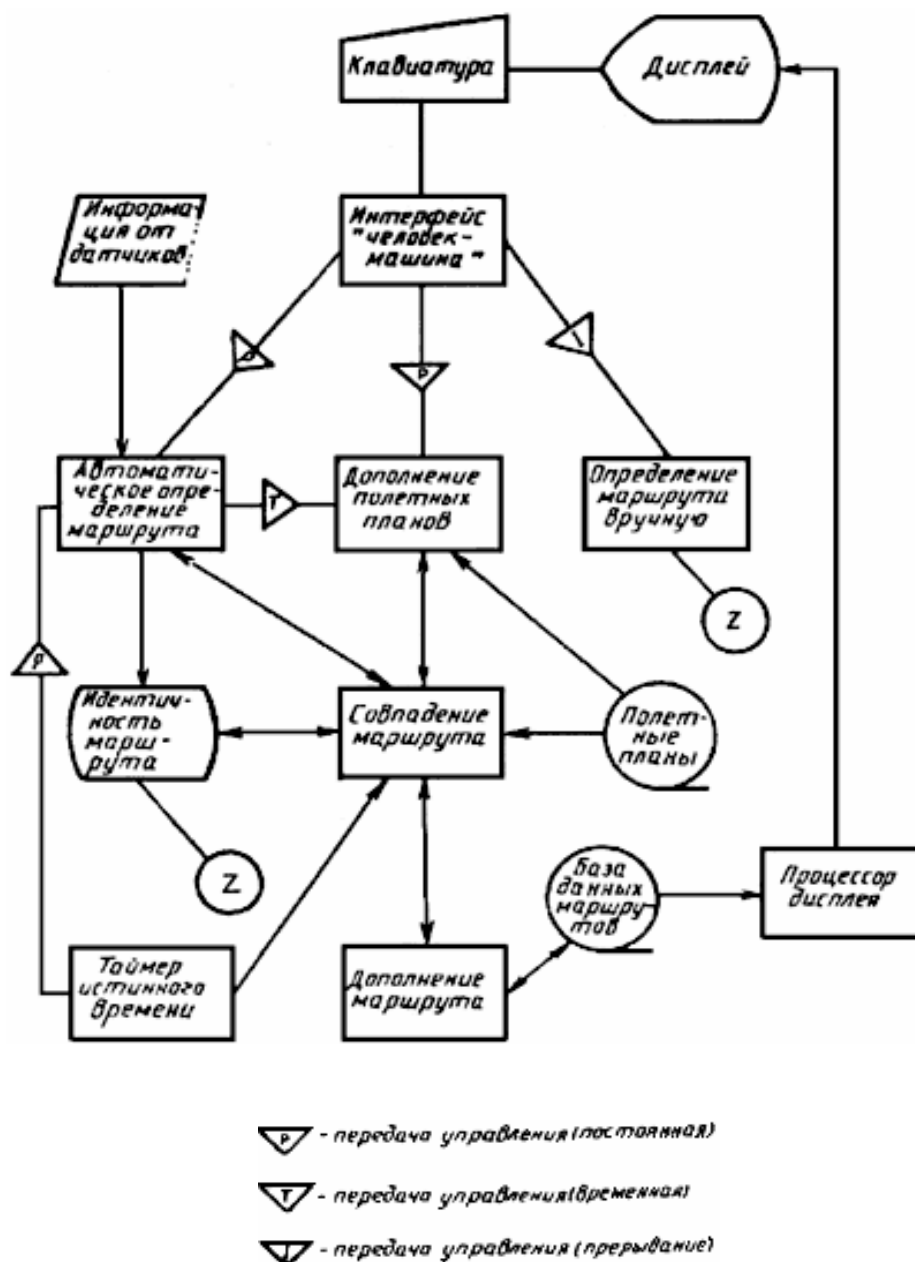 Клавиатура
Дисплей
Информа-
ция от
датчиков
Интерфейс
"человек-
машина"
P
I
Автомати-
ческое опре-
деление
маршрута
T
Дополнение
полетных
планов
Определение
маршрута
вручную
Z
P
Идентич-
ность
марш-
рута
Совпадение
маршрута
Полет-
ные
планы
Z
База
данных
маршру-
тов
Процессор
дисплея
Таймер
истинного
времени
Дополнение
маршрута
P - передача управления (постоянная)
T - передача управления (временная)
I - передача управления (прерывание)